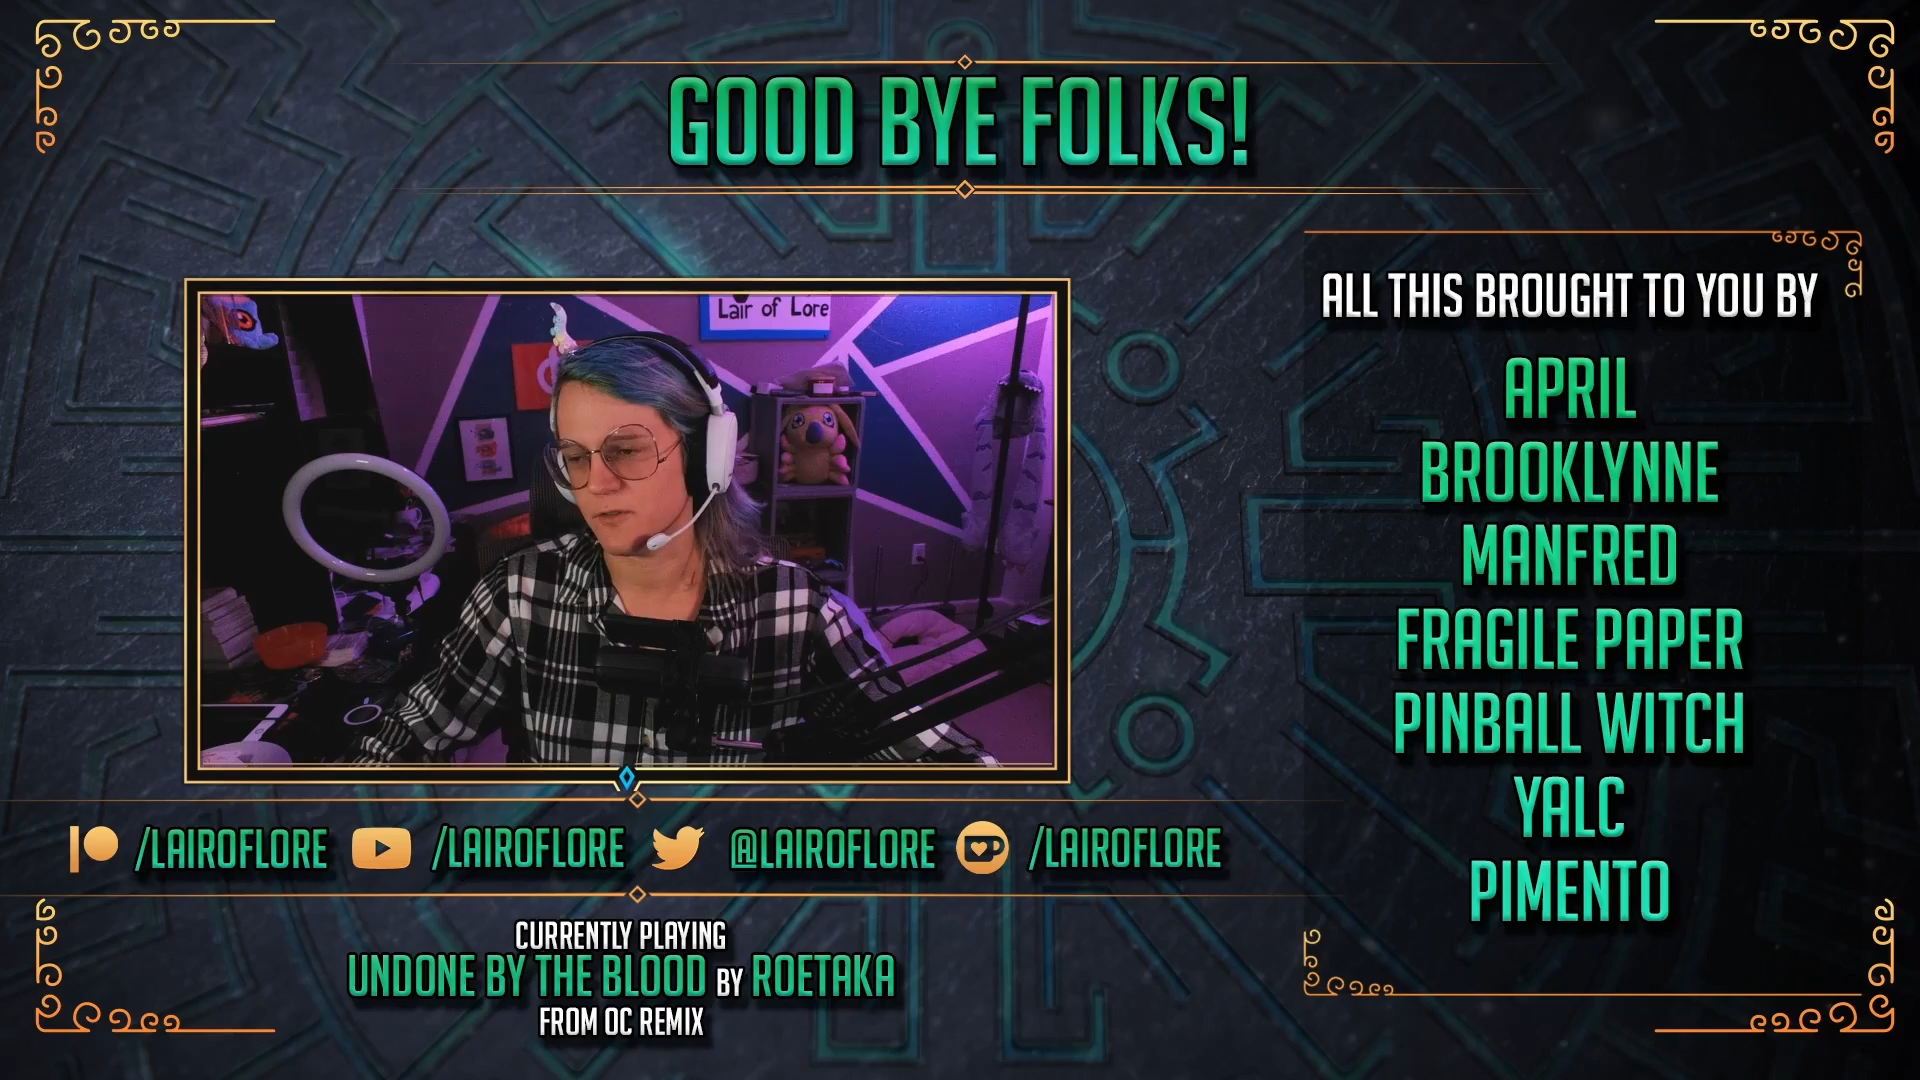 GOOD BYE FOLKS!
Lair of Lore
ALL THIS BROUGHT TO YOU BY
APRIL
BROOKLYNNE
MANFRED
FRAGILE PAPER
PINBALL WITCH
YALC
PIMENTO
/LAIROFLORE /LAIROFLORE @LAIROFLORE /LAIROFLORE
CURRENTLY PLAYING
UNDONE BY THE BLOOD BY ROETAKA
FROM OC REMIX